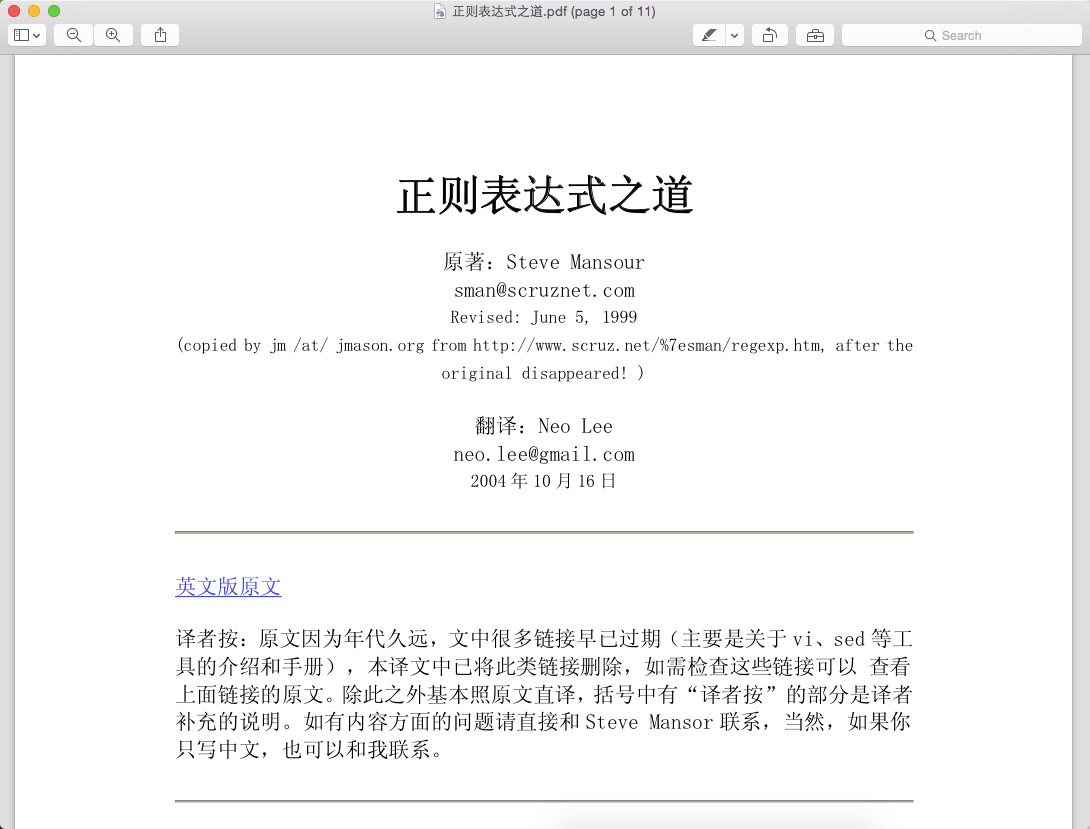 正则表达式之道.pdf (page 1 of 11)
Search
正则表达式之道
原著：Steve Mansour
sman@scruznet.com
Revised: June 5, 1999
(copied by jm /at/ jmason.org from http://www.scruz.net/%7esman/regexp.htm, after the
original disappeared! )
翻译：Neo Lee
neo.lee@gmail.com
2004 年 10 月 16 日
英文版原文
译者按：原文因为年代久远，文中很多链接早已过期（主要是关于 vi、sed 等工
具的介绍和手册），本译文中已将此类链接删除，如需检查这些链接可以 查看
上面链接的原文。除此之外基本照原文直译，括号中有“译者按”的部分是译者
补充的说明。如有内容方面的问题请直接和 Steve Mansor 联系，当然，如果你
只写中文，也可以和我联系。